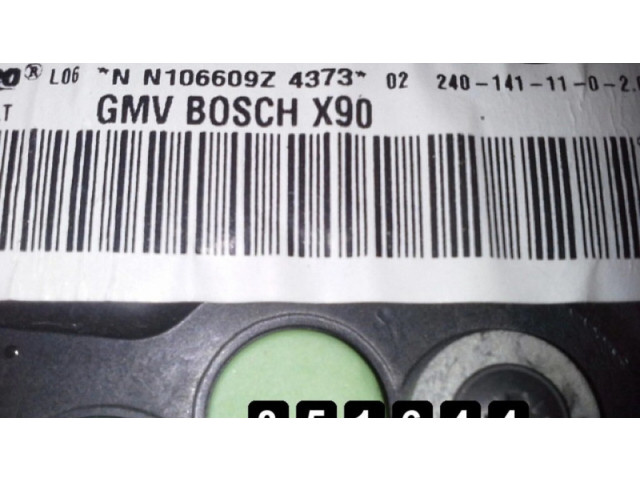 ® L06 *N N106609Z 4373* 02 240-141-11-0-2.
GMV BOSCH X90